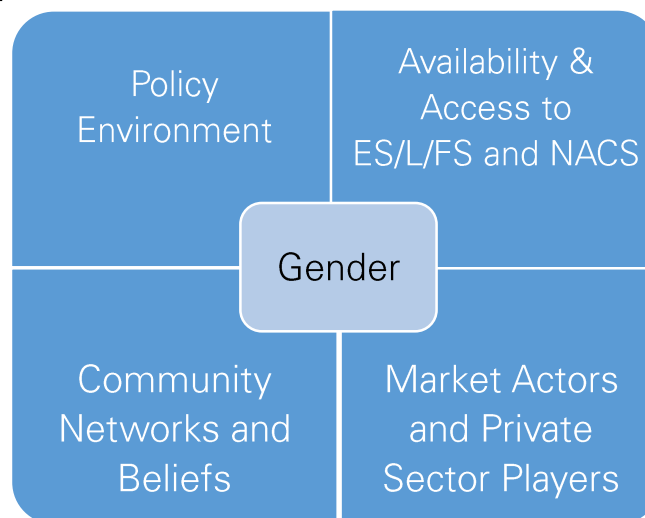 Policy
Environment
Availability &
Access to
ES/L/FS and NACS
Gender
Community
Networks and
Beliefs
Market Actors
and Private
Sector Players